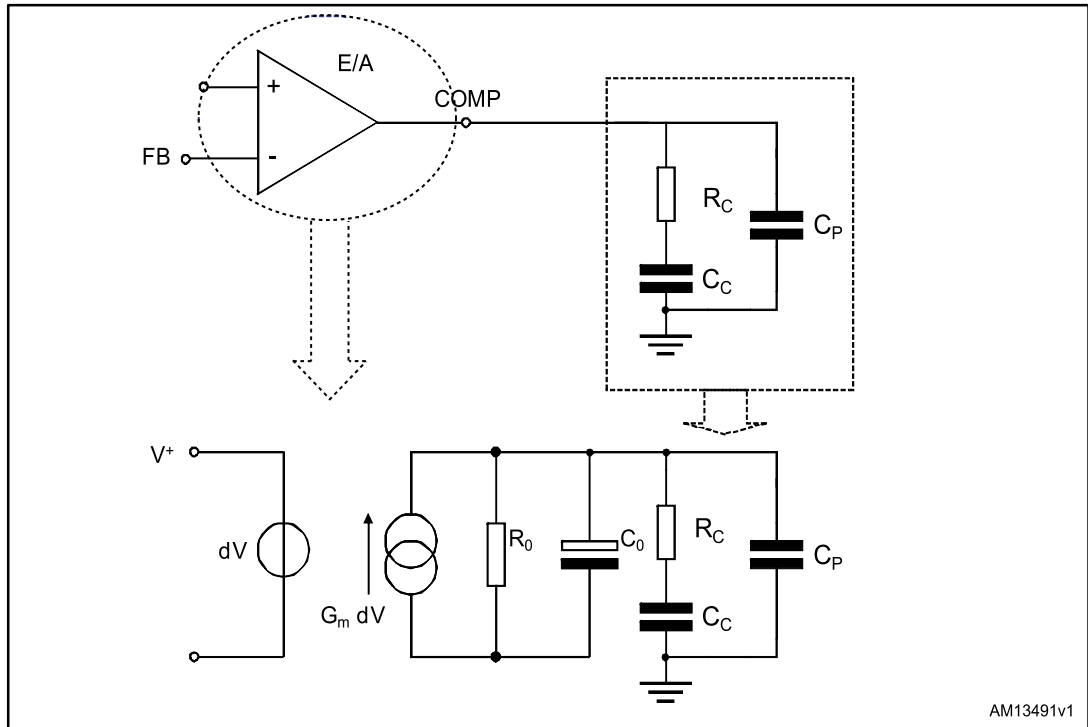 E/A
+
COMP
FB
-
R_C
C_P
C_C
V⁺
dV
G_m dV
R_0
C_0
R_C
C_P
C_C
AM13491v1